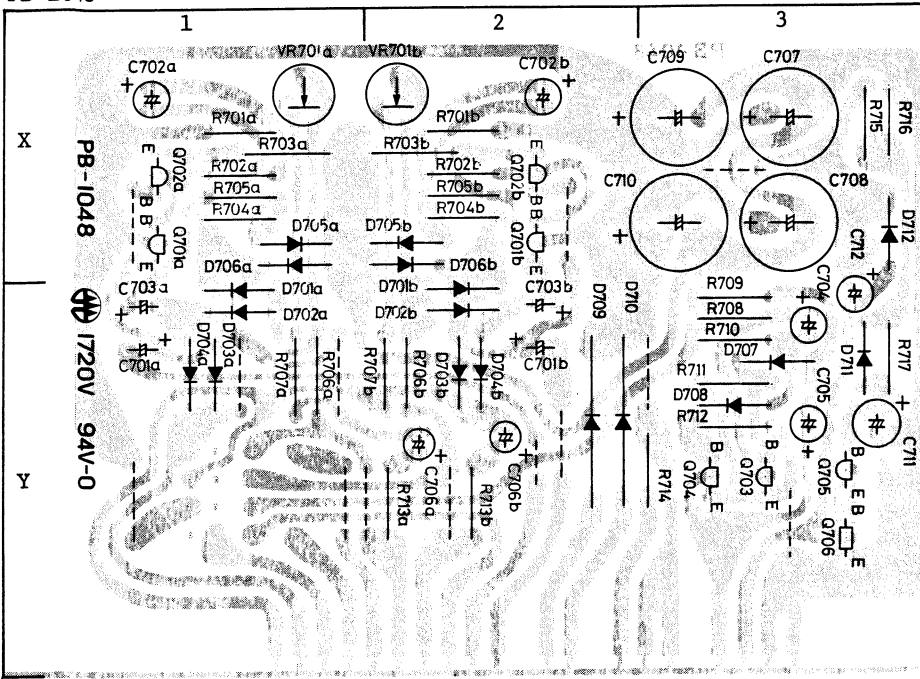 1 2 3
X
Y
C702a
VR701a
VR701b
C702b
C709
C707
R701a
R703a
R701b
R703b
R715
R716
PB-1048
E
Q702a
B
R702a
R705a
R704a
R702b
R705b
R704b
E
Q702b
B
C710
C708
B
Q701a
E
D705a
D706a
D705b
D706b
B
Q701b
E
C712
D712
C703a
D701a
D702a
D701b
D702b
C703b
D709
D710
R709
R708
R710
C704
1720V 94V-0
C701a
D704a
D703a
R707a
R706a
R707b
R706b
D703b
D704b
C701b
D707
R711
D708
R712
C705
D711
R717
C711
R713a
C706a
R713b
C706b
R714
B
Q704
E
B
Q703
E
B
Q705
E
B
Q706
E